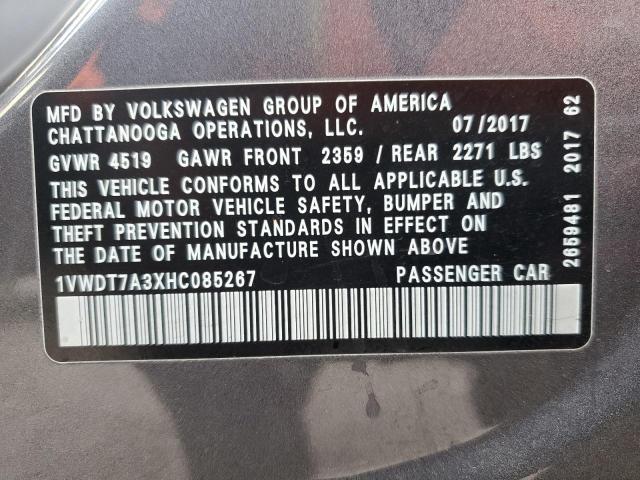 MFD BY VOLKSWAGEN GROUP OF AMERICA
CHATTANOOGA OPERATIONS, LLC. 07/2017
GVWR 4519 GAWR FRONT 2359 / REAR 2271 LBS
THIS VEHICLE CONFORMS TO ALL APPLICABLE U.S.
FEDERAL MOTOR VEHICLE SAFETY, BUMPER AND
THEFT PREVENTION STANDARDS IN EFFECT ON
THE DATE OF MANUFACTURE SHOWN ABOVE.
1VWDT7A3XHC085267 PASSENGER CAR
2659481 2017 62